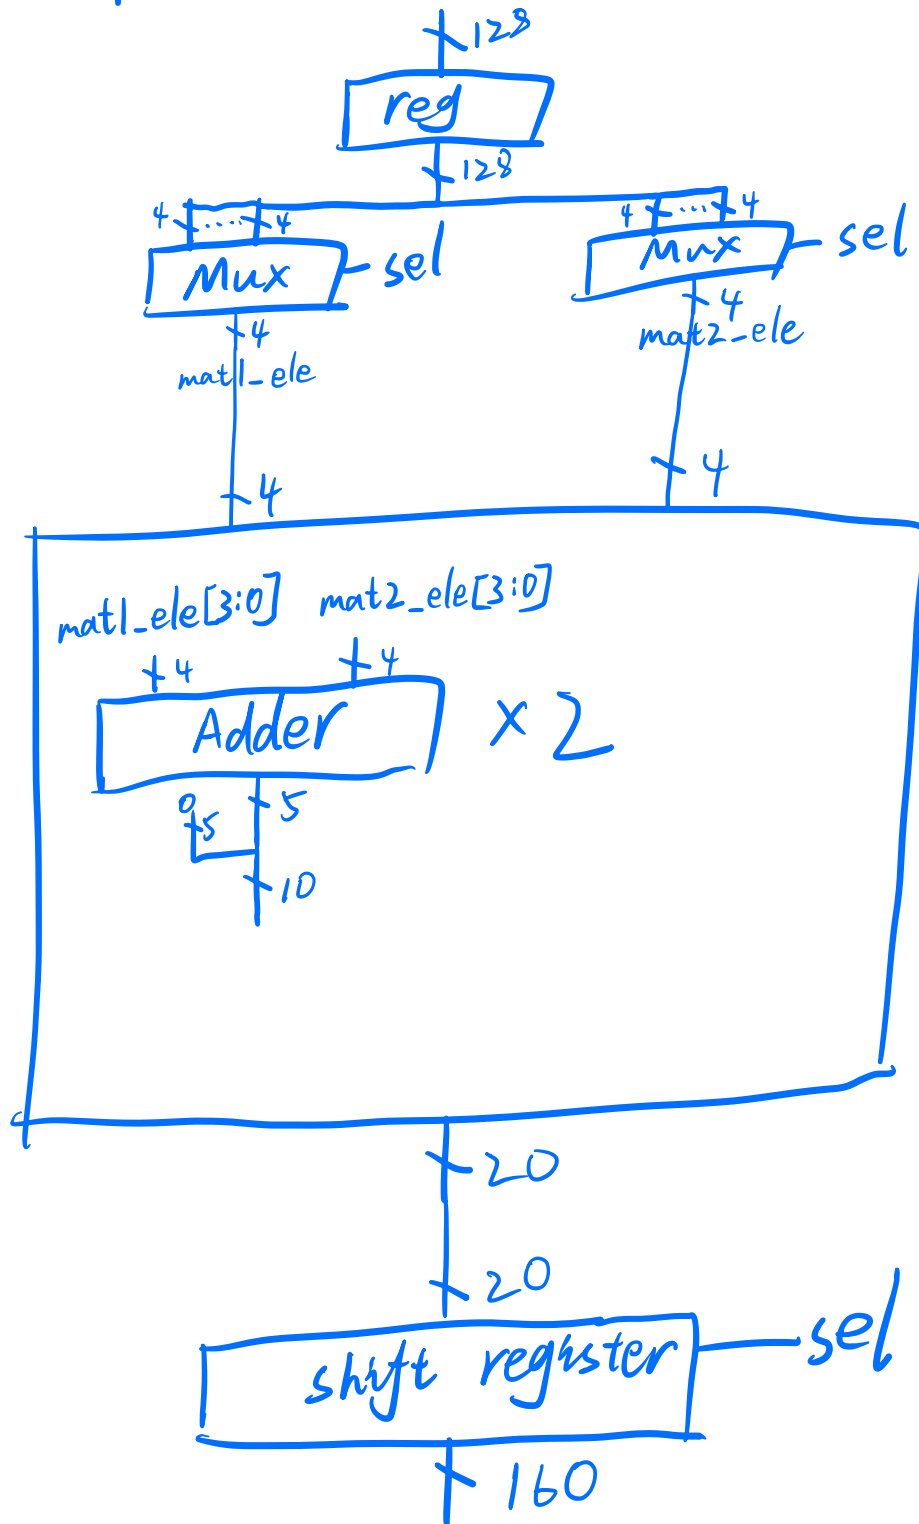 128
reg
128
4 ···· 4
4 ··· 4
Mux sel
Mux sel
4
mat1_ele
4
mat2_ele
4
4
mat1_ele[3:0] mat2_ele[3:0]
4 4
Adder × 2
0 5 5
10
20
20
shift register sel
160